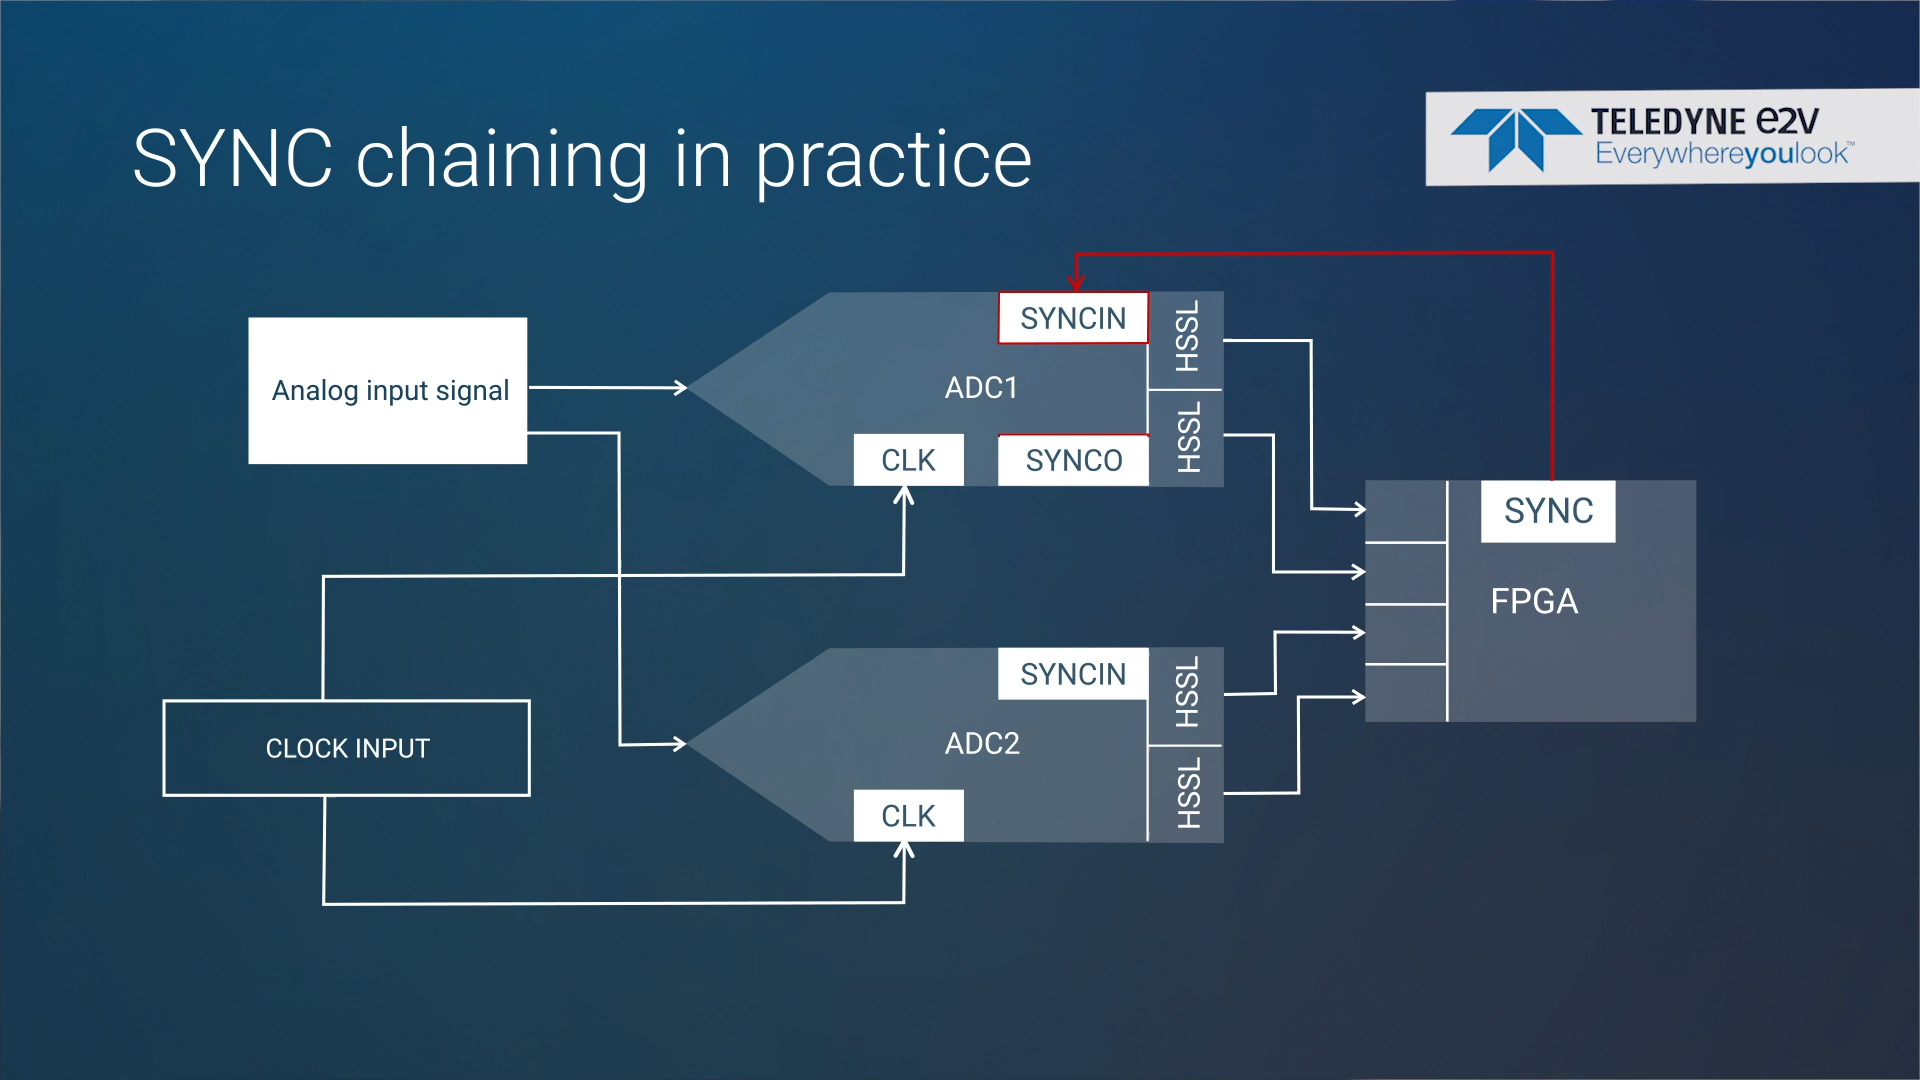 SYNC chaining in practice
TELEDYNE e2v
Everywhereyoulook™
Analog input signal
SYNCIN
HSSL
ADC1
HSSL
CLK
SYNCO
SYNC
FPGA
SYNCIN
HSSL
CLOCK INPUT
ADC2
HSSL
CLK